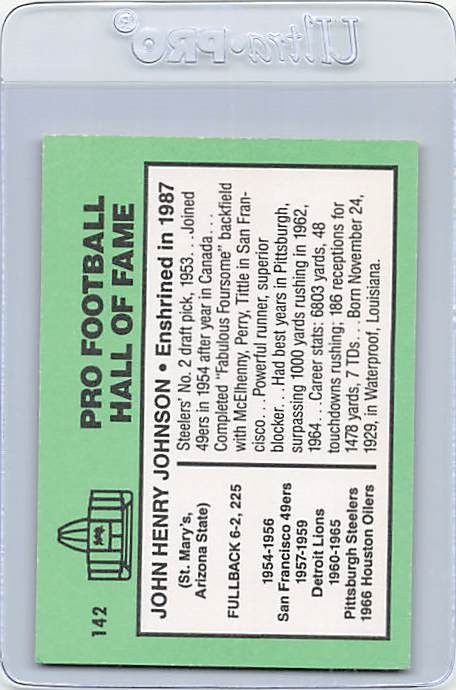 Ultra·PRO®
142
PRO FOOTBALL
HALL OF FAME
JOHN HENRY JOHNSON • Enshrined in 1987
(St. Mary's,
Arizona State)
FULLBACK 6-2, 225
1954-1956
San Francisco 49ers
1957-1959
Detroit Lions
1960-1965
Pittsburgh Steelers
1966 Houston Oilers
Steelers' No. 2 draft pick, 1953. . .Joined
49ers in 1954 after year in Canada. . .
Completed "Fabulous Foursome" backfield
with McElhenny, Perry, Tittle in San Fran-
cisco. . .Powerful runner, superior
blocker. . .Had best years in Pittsburgh,
surpassing 1000 yards rushing in 1962,
1964. . .Career stats: 6803 yards, 48
touchdowns rushing; 186 receptions for
1478 yards, 7 TDs. . .Born November 24,
1929, in Waterproof, Louisiana.